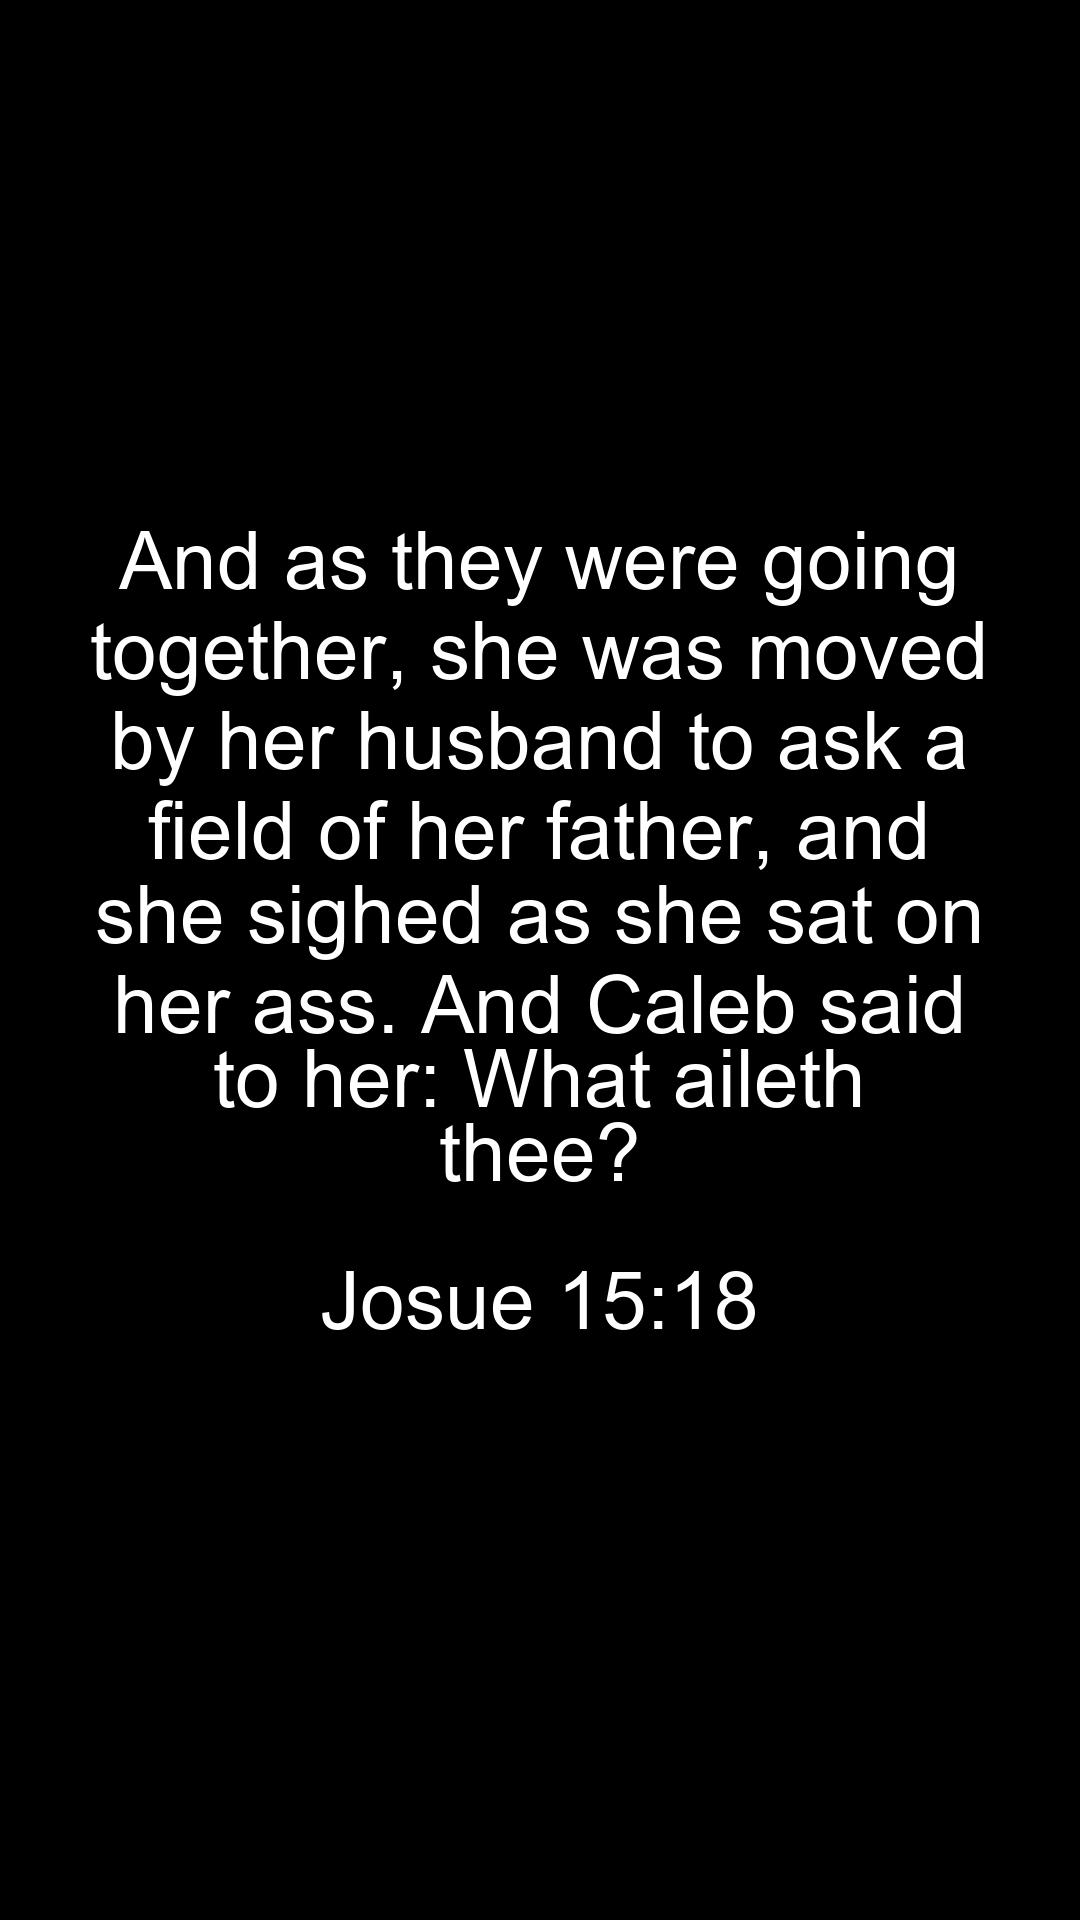 And as they were going
together, she was moved
by her husband to ask a
field of her father, and
she sighed as she sat on
her ass. And Caleb said
to her: What aileth
thee?
Josue 15:18